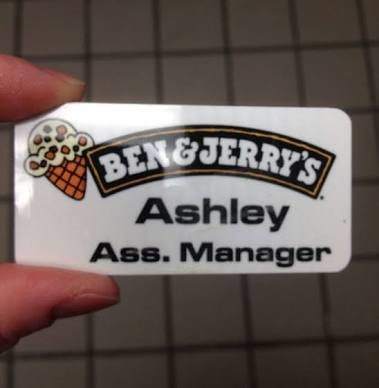 BEN & JERRY'S
Ashley
Ass. Manager